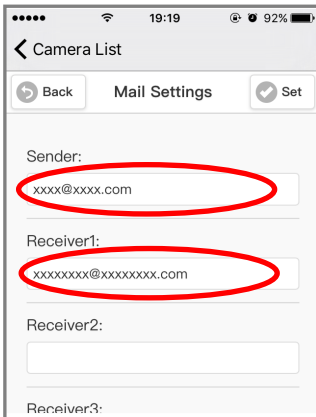 19:19 92%
Camera List
Back Mail Settings Set
Sender:
xxxx@xxxx.com
Receiver1:
xxxxxxxx@xxxxxxxx.com
Receiver2:
Receiver3: